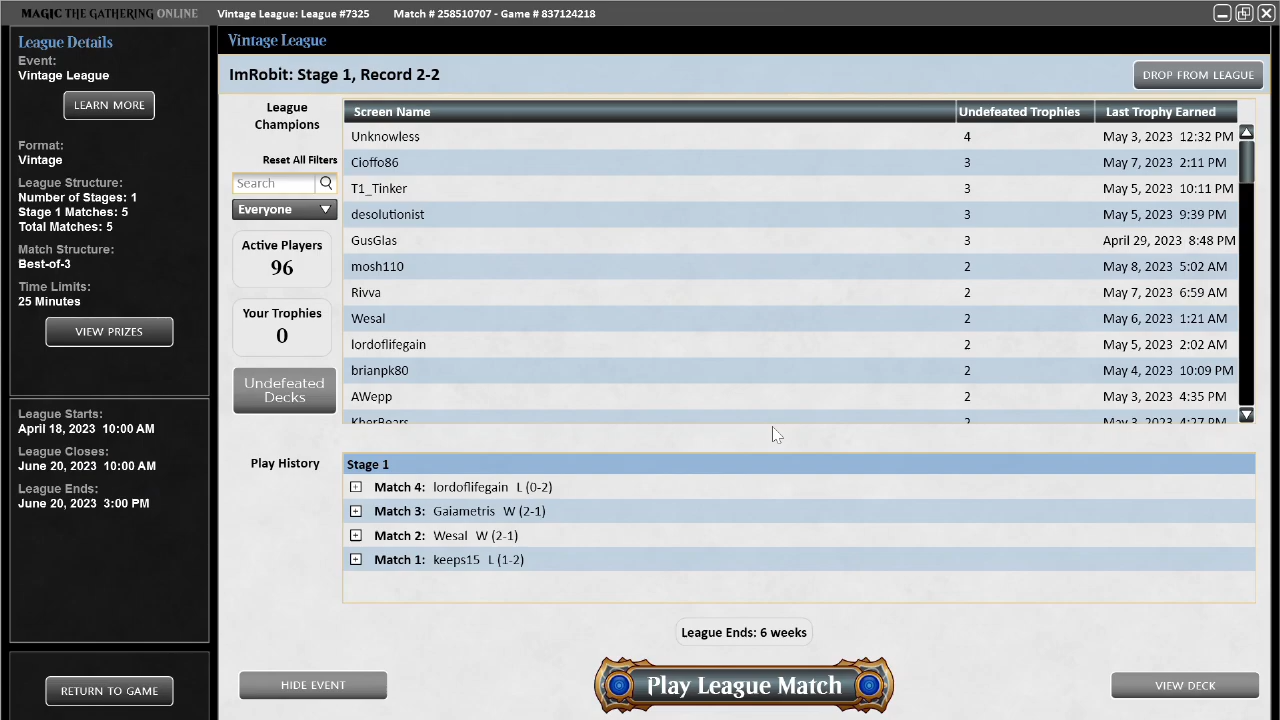 MAGIC THE GATHERING ONLINE
Vintage League: League #7325
Match # 258510707 - Game # 837124218
League Details
Event:
Vintage League
LEARN MORE
Format:
Vintage
League Structure:
Number of Stages: 1
Stage 1 Matches: 5
Total Matches: 5
Match Structure:
Best-of-3
Time Limits:
25 Minutes
VIEW PRIZES
League Starts:
April 18, 2023 10:00 AM
League Closes:
June 20, 2023 10:00 AM
League Ends:
June 20, 2023 3:00 PM
RETURN TO GAME
Vintage League
ImRobit: Stage 1, Record 2-2
DROP FROM LEAGUE
League
Champions
Reset All Filters
Search
Everyone
Active Players
96
Your Trophies
0
Undefeated
Decks
Screen Name Undefeated Trophies Last Trophy Earned
Unknowless 4 May 3, 2023 12:32 PM
Cioffo86 3 May 7, 2023 2:11 PM
T1_Tinker 3 May 5, 2023 10:11 PM
desolutionist 3 May 5, 2023 9:39 PM
GusGlas 3 April 29, 2023 8:48 PM
mosh110 2 May 8, 2023 5:02 AM
Rivva 2 May 7, 2023 6:59 AM
Wesal 2 May 6, 2023 1:21 AM
lordoflifegain 2 May 5, 2023 2:02 AM
brianpk80 2 May 4, 2023 10:09 PM
AWepp 2 May 3, 2023 4:35 PM
KherBears 2 May 3, 2023 4:27 PM
Play History
Stage 1
Match 4: lordoflifegain L (0-2)
Match 3: Gaiametris W (2-1)
Match 2: Wesal W (2-1)
Match 1: keeps15 L (1-2)
League Ends: 6 weeks
HIDE EVENT
Play League Match
VIEW DECK